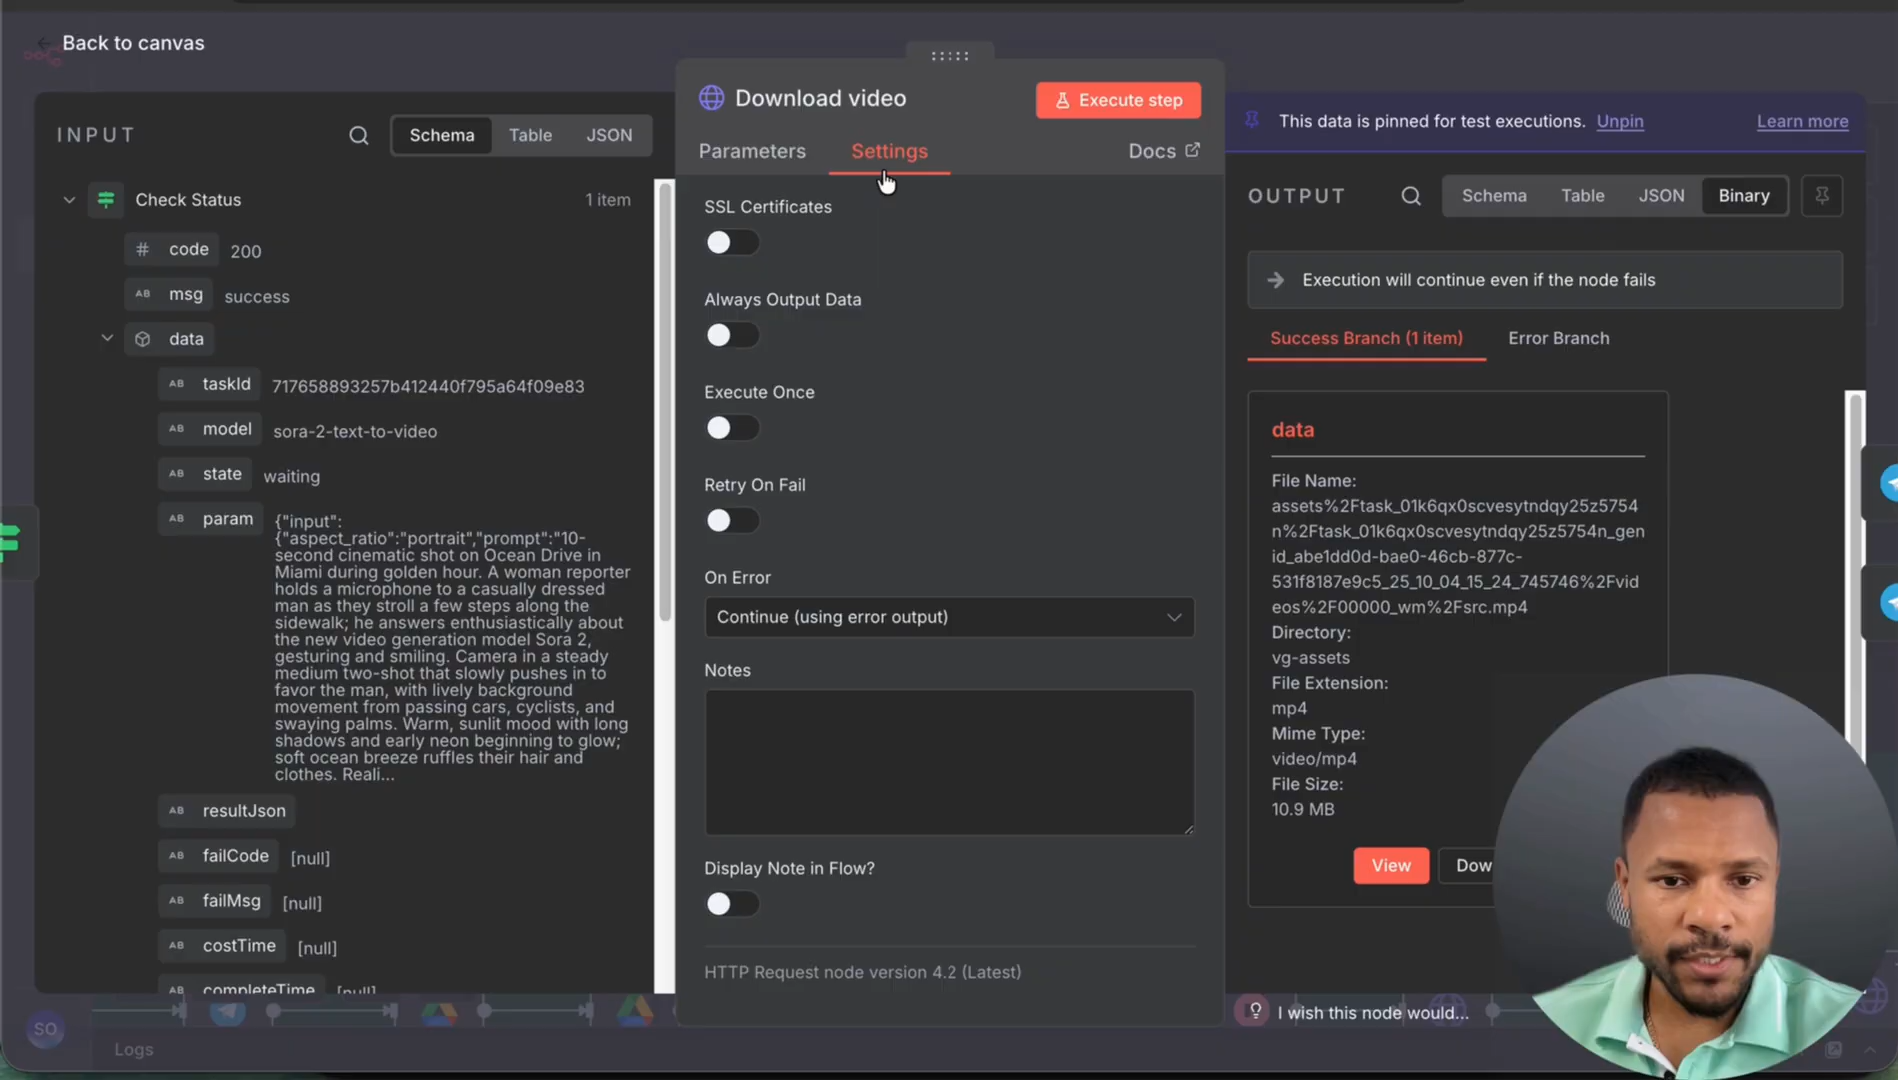 Back to canvas
INPUT
Schema
Table
JSON
Check Status
1 item
# code 200
AB msg success
data
AB taskId 717658893257b412440f795a64f09e83
AB model sora-2-text-to-video
AB state waiting
AB param {"input":
{"aspect_ratio":"portrait","prompt":"10-
second cinematic shot on Ocean Drive in
Miami during golden hour. A woman reporter
holds a microphone to a casually dressed
man as they stroll a few steps along the
sidewalk; he answers enthusiastically about
the new video generation model Sora 2,
gesturing and smiling. Camera in a steady
medium two-shot that slowly pushes in to
favor the man, with lively background
movement from passing cars, cyclists, and
swaying palms. Warm, sunlit mood with long
shadows and early neon beginning to glow;
soft ocean breeze ruffles their hair and
clothes. Reali...
AB resultJson
AB failCode [null]
AB failMsg [null]
AB costTime [null]
AB completeTime [null]
Download video
Execute step
Parameters
Settings
Docs
SSL Certificates
Always Output Data
Execute Once
Retry On Fail
On Error
Continue (using error output)
Notes
Display Note in Flow?
HTTP Request node version 4.2 (Latest)
This data is pinned for test executions. Unpin
Learn more
OUTPUT
Schema
Table
JSON
Binary
Execution will continue even if the node fails
Success Branch (1 item)
Error Branch
data
File Name:
assets%2Ftask_01k6qx0scvesytndqy25z5754
n%2Ftask_01k6qx0scvesytndqy25z5754n_gen
id_abe1dd0d-bae0-46cb-877c-
531f8187e9c5_25_10_04_15_24_745746%2Fvid
eos%2F00000_wm%2Fsrc.mp4
Directory:
vg-assets
File Extension:
mp4
Mime Type:
video/mp4
File Size:
10.9 MB
View
Dow
I wish this node would...
SO
Logs